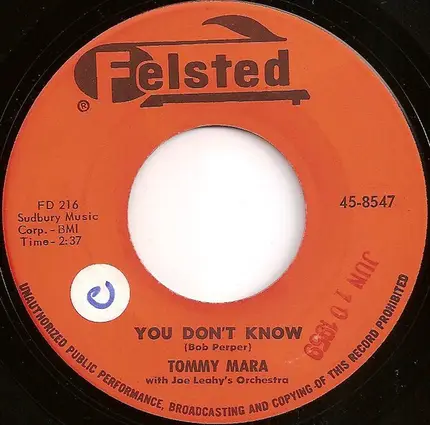 Felsted
®
FD 216
Sudbury Music
Corp.-BMI
Time-2:37
45-8547
e
JUN 10 1959
YOU DON'T KNOW
(Bob Perper)
TOMMY MARA
with Joe Leahy's Orchestra
UNAUTHORIZED PUBLIC PERFORMANCE, BROADCASTING AND COPYING OF THIS RECORD PROHIBITED